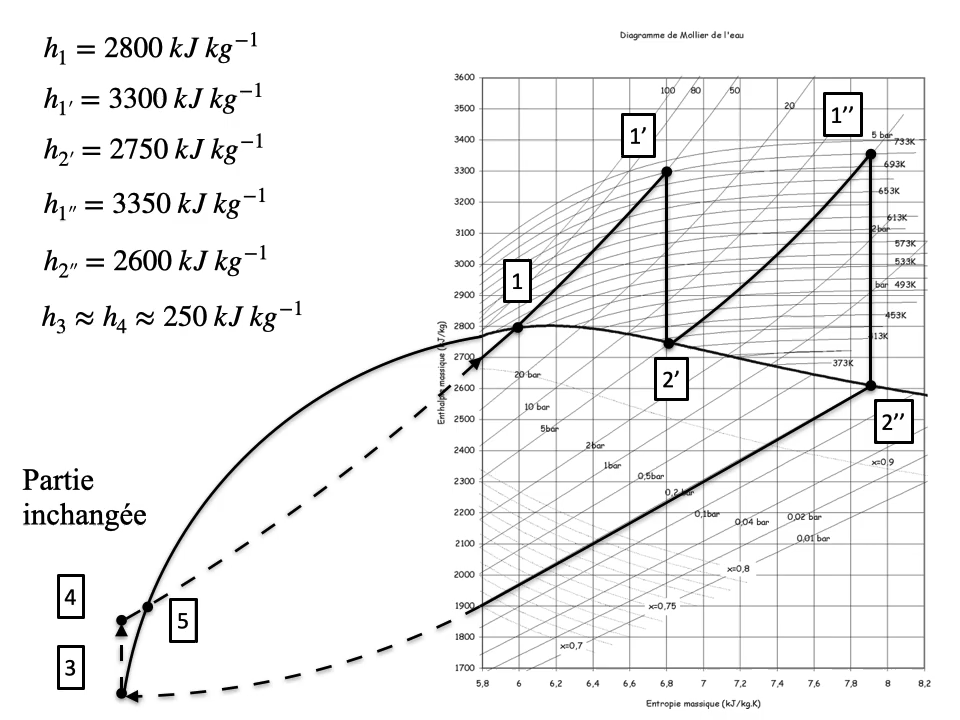 Diagramme de Mollier de l'eau
h₁ = 2800 kJ kg⁻¹
h₁′ = 3300 kJ kg⁻¹
h₂′ = 2750 kJ kg⁻¹
h₁″ = 3350 kJ kg⁻¹
h₂″ = 2600 kJ kg⁻¹
h₃ ≈ h₄ ≈ 250 kJ kg⁻¹
Partie
inchangée
4
3
5
1
1′
2′
1″
2″
3600
3500
3400
3300
3200
3100
3000
2900
2800
2700
2600
2500
2400
2300
2200
2100
2000
1900
1800
1700
Enthalpie massique (kJ/kg)
100
80
50
20
5 bar
733K
693K
653K
613K
2bar
573K
533K
bar
493K
453K
413K
373K
20 bar
10 bar
5bar
2bar
1bar
0,5bar
0,2 bar
0,1bar
0,04 bar
0,02 bar
0,01 bar
x=0,9
x=0,8
x=0,75
x=0,7
5,8
6
6,2
6,4
6,6
6,8
7
7,2
7,4
7,6
7,8
8
8,2
Entropie massique (kJ/kg.K)